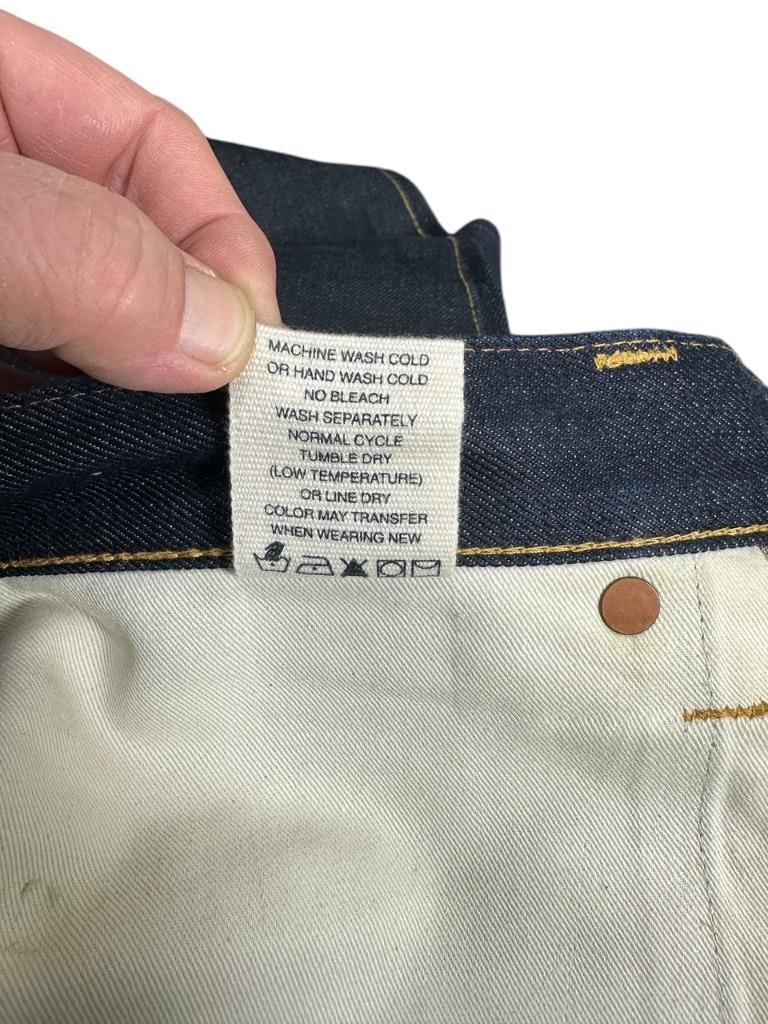 MACHINE WASH COLD
OR HAND WASH COLD
NO BLEACH
WASH SEPARATELY
NORMAL CYCLE
TUMBLE DRY
(LOW TEMPERATURE)
OR LINE DRY
COLOR MAY TRANSFER
WHEN WEARING NEW